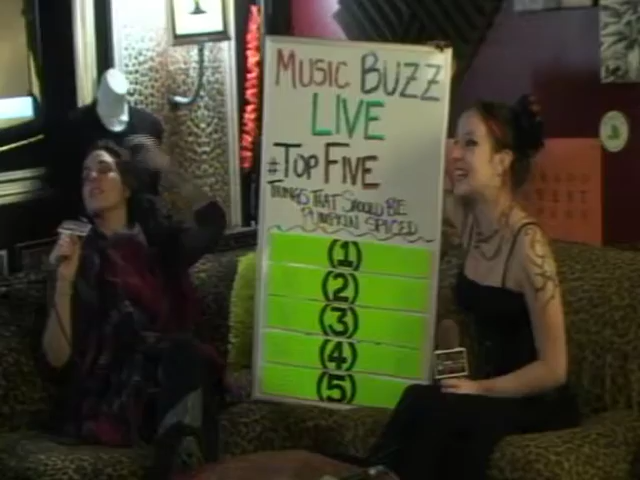 MUSIC BUZZ
LIVE
#TOP FIVE
THINGS THAT SHOULD BE
PUMPKIN SPICED
(1)
(2)
(3)
(4)
(5)